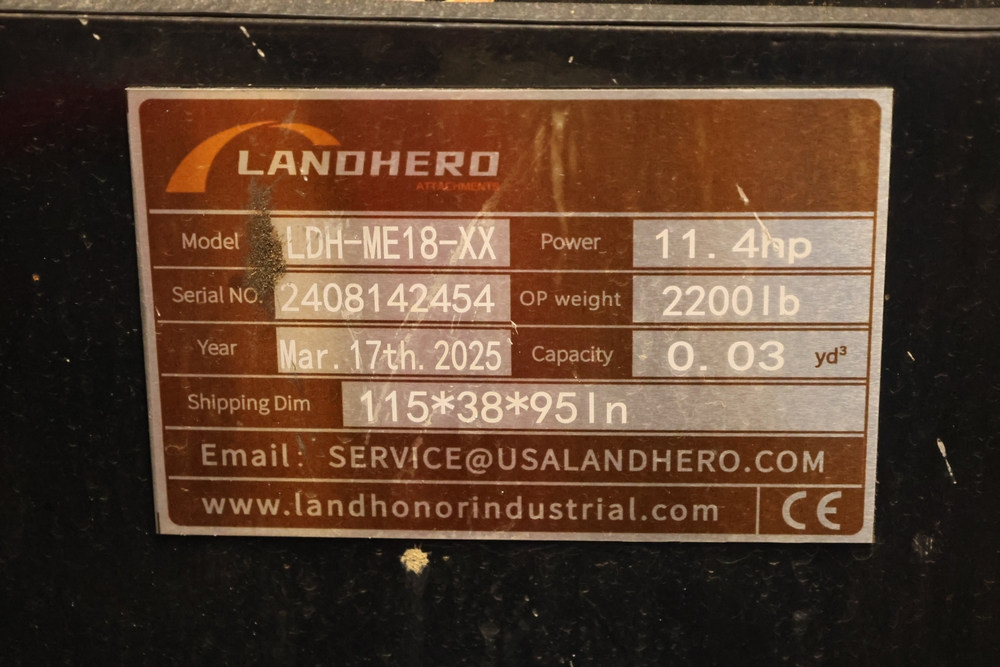 LANDHERO
ATTACHMENTS
Model LDH-ME18-XX Power 11.4hp
Serial NO. 2408142454 OP weight 2200lb
Year Mar.17th.2025 Capacity 0.03 yd³
Shipping Dim 115*38*95In
Email: SERVICE@USALANDHERO.COM
www.landhonorindustrial.com CE